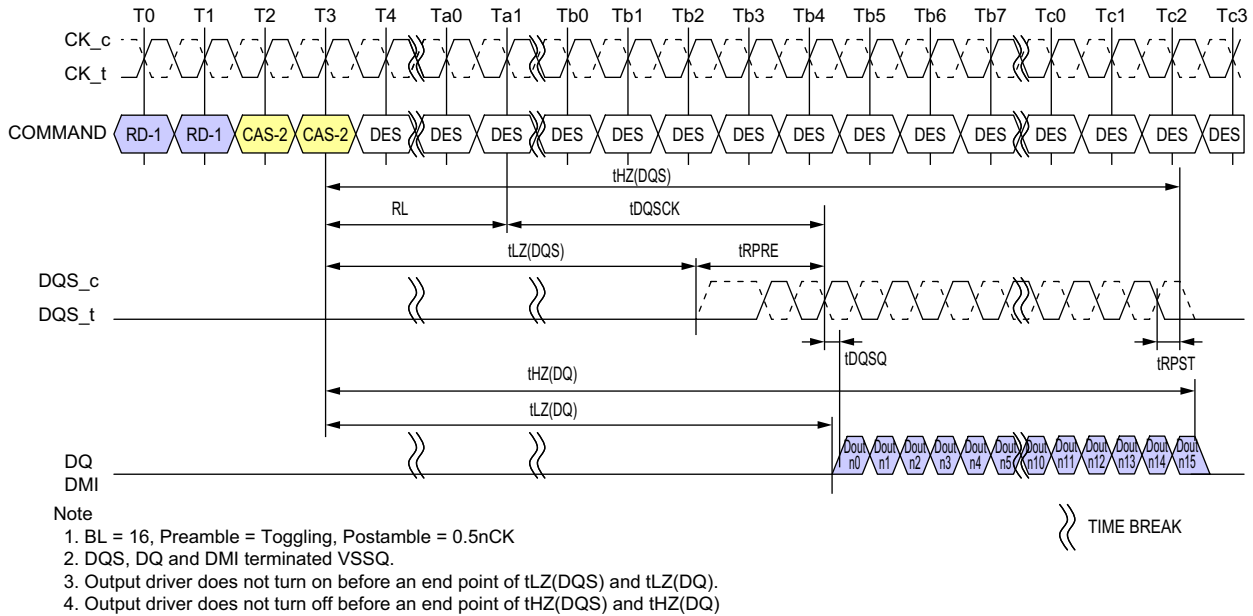 T0 T1 T2 T3 T4 Ta0 Ta1 Tb0 Tb1 Tb2 Tb3 Tb4 Tb5 Tb6 Tb7 Tc0 Tc1 Tc2 Tc3
CK_c
CK_t
COMMAND RD-1 RD-1 CAS-2 CAS-2 DES DES DES DES DES DES DES DES DES DES DES DES DES DES DES
tHZ(DQS)
RL tDQSCK
tLZ(DQS) tRPRE
DQS_c
DQS_t
tDQSQ tRPST
tHZ(DQ)
tLZ(DQ)
DQ Dout Dout Dout Dout Dout Dout Dout Dout Dout Dout Dout Dout
n0 n1 n2 n3 n4 n5 n10 n11 n12 n13 n14 n15
DMI
Note
1. BL = 16, Preamble = Toggling, Postamble = 0.5nCK
2. DQS, DQ and DMI terminated VSSQ.
3. Output driver does not turn on before an end point of tLZ(DQS) and tLZ(DQ).
4. Output driver does not turn off before an end point of tHZ(DQS) and tHZ(DQ)
TIME BREAK